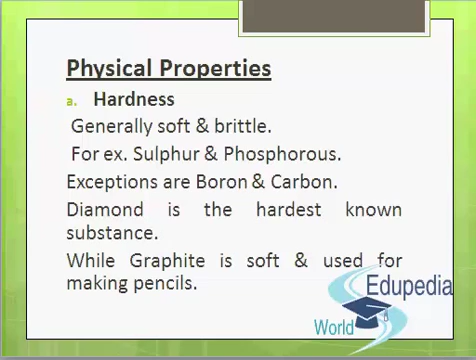 Physical Properties
a. Hardness
Generally soft & brittle.
For ex. Sulphur & Phosphorous.
Exceptions are Boron & Carbon.
Diamond is the hardest known
substance.
While Graphite is soft & used for
making pencils.
Edupedia
World